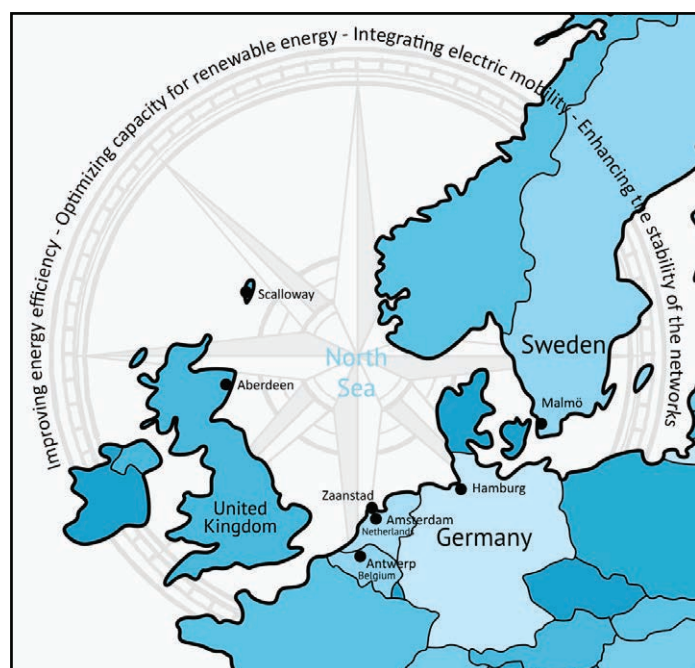 Improving energy efficiency - Optimizing capacity for renewable energy - Integrating electric mobility - Enhancing the stability of the networks
Scalloway
North
Sea
Sweden
Aberdeen
Malmö
Zaanstad
Hamburg
United
Kingdom
Amsterdam
Netherlands
Germany
Antwerp
Belgium